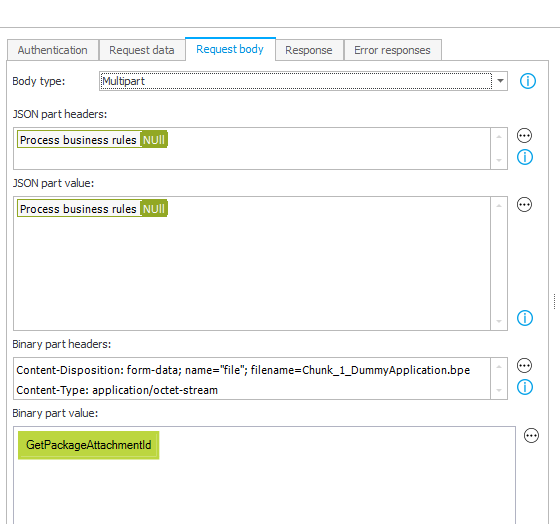 Authentication
Request data
Request body
Response
Error responses
Body type:
Multipart
JSON part headers:
Process business rules NUll
JSON part value:
Process business rules NUll
Binary part headers:
Content-Disposition: form-data; name="file"; filename=Chunk_1_DummyApplication.bpe
Content-Type: application/octet-stream
Binary part value:
GetPackageAttachmentId